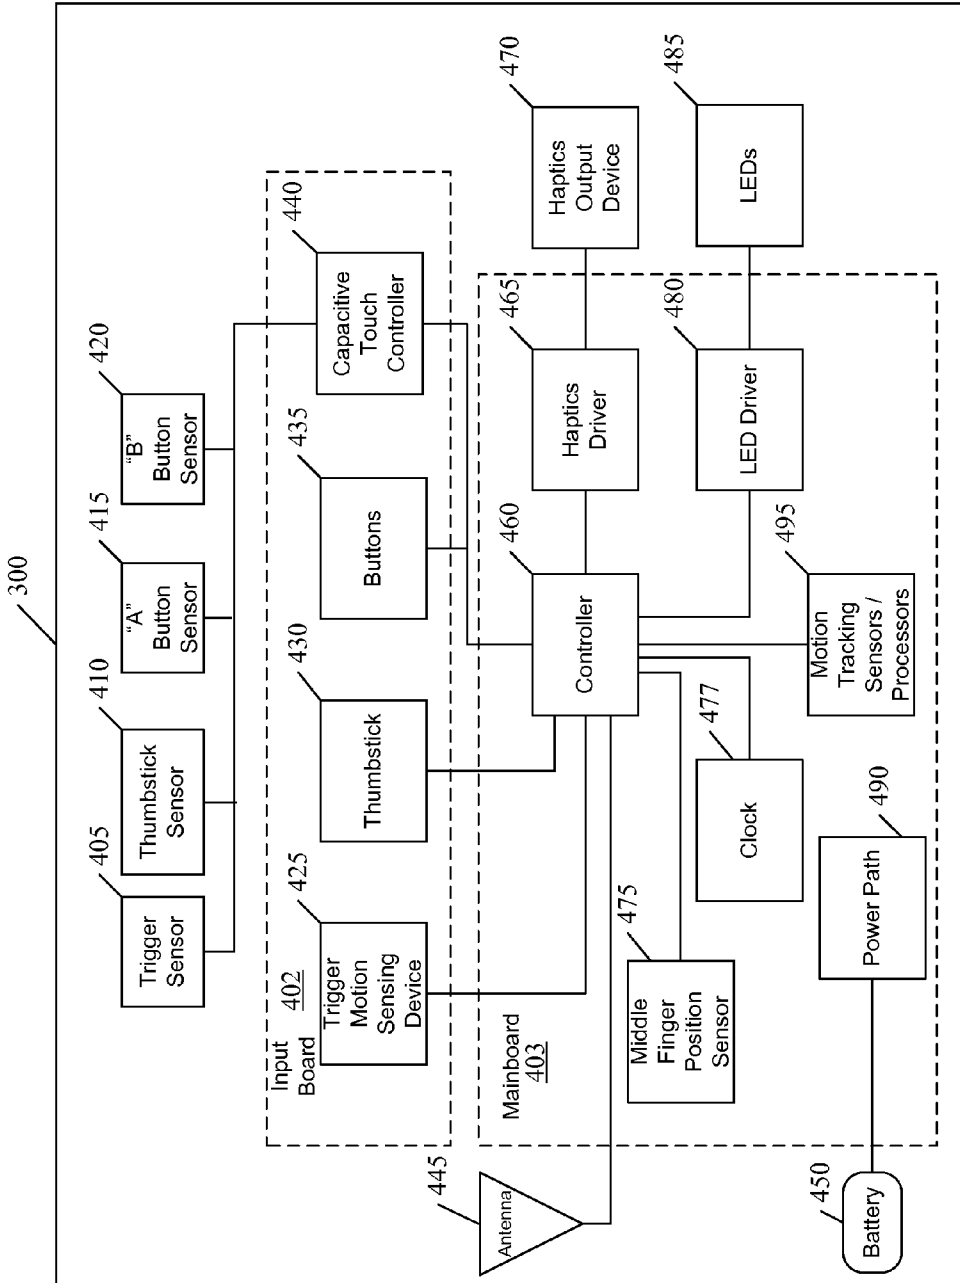 300
405
Trigger
Sensor
410
Thumbstick
Sensor
415
“A”
Button
Sensor
420
“B”
Button
Sensor
Input
Board
402
425
Trigger
Motion
Sensing
Device
430
Thumbstick
435
Buttons
440
Capacitive
Touch
Controller
445
Antenna
Mainboard
403
460
Controller
465
Haptics
Driver
470
Haptics
Output
Device
475
Middle
Finger
Position
Sensor
477
Clock
480
LED Driver
485
LEDs
450
Battery
490
Power Path
495
Motion
Tracking
Sensors /
Processors